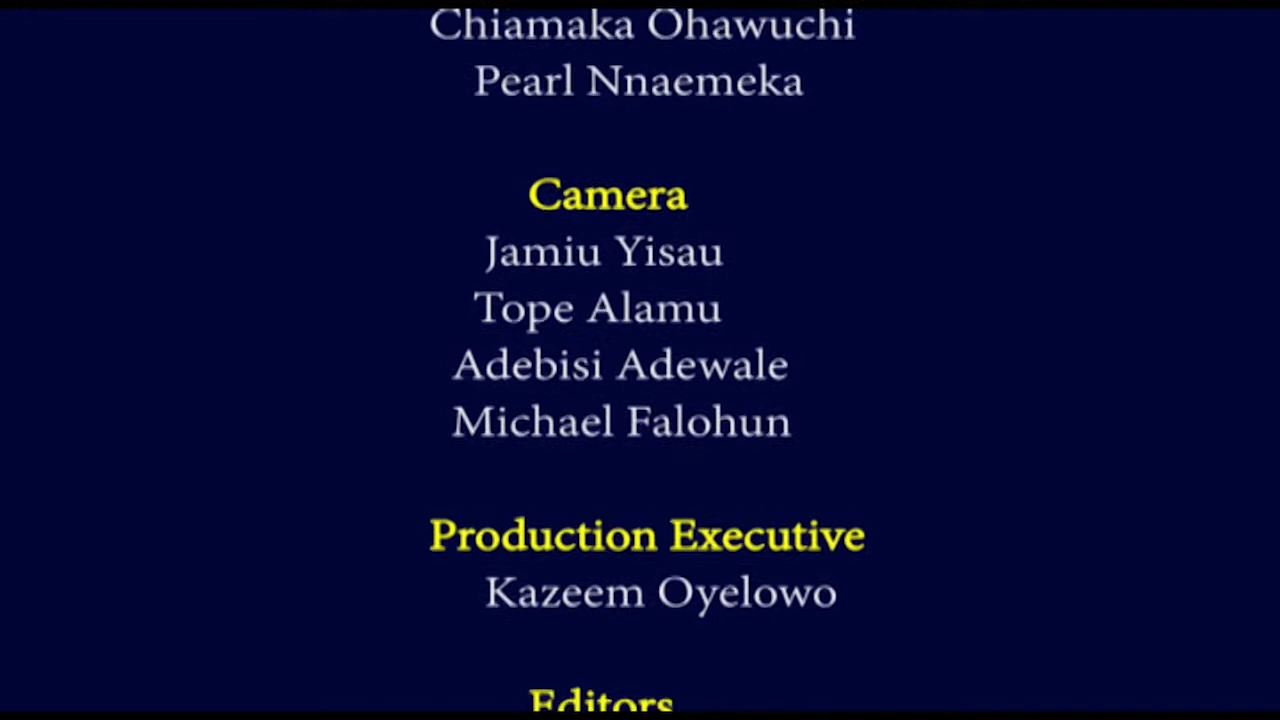 Chiamaka Ohawuchi
Pearl Nnaemeka
Camera
Jamiu Yisau
Tope Alamu
Adebisi Adewale
Michael Falohun
Production Executive
Kazeem Oyelowo
Editors